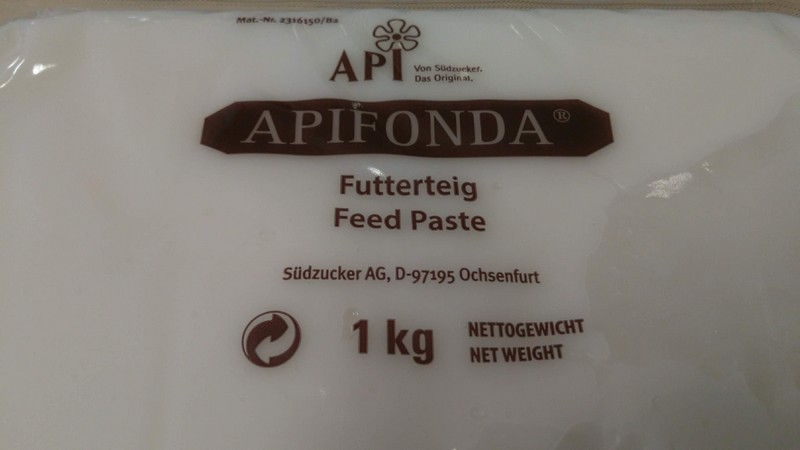 Mat.-Nr. 2316150/B2
API
Von Südzucker.
Das Original.
APIFONDA®
Futterteig
Feed Paste
Südzucker AG, D-97195 Ochsenfurt
1 kg
NETTOGEWICHT
NET WEIGHT